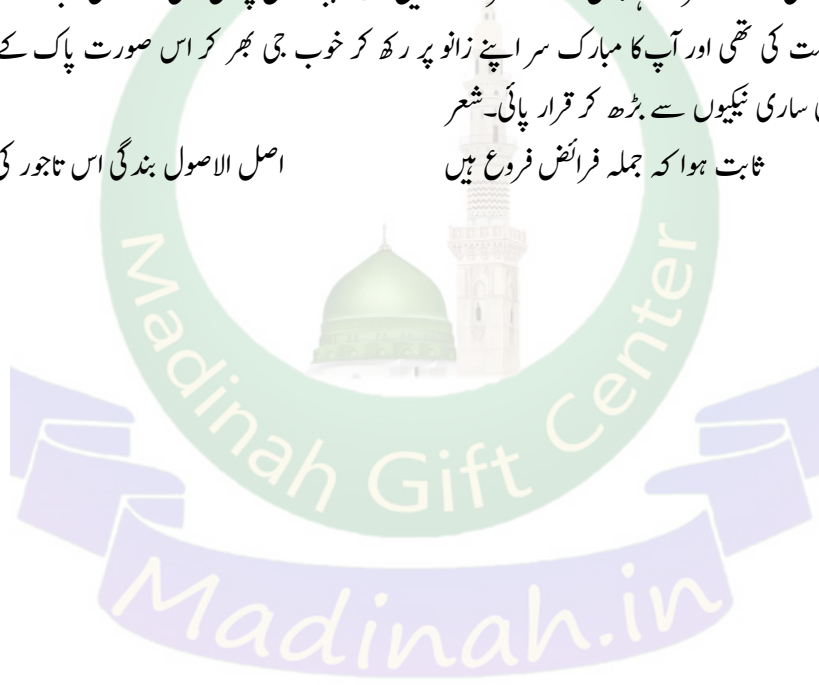 ت کی تھی اور آپ کا مبارک سر اپنے زانو پر رکھ کر خوب جی بھر کر اس صورت پاک کے
ساری نیکیوں سے بڑھ کر قرار پائی۔شعر
ثابت ہوا کہ جملہ فرائض فروع ہیں اصل الاصول بندگی اس تاجور کی
Madinah Gift Center
Madinah.in